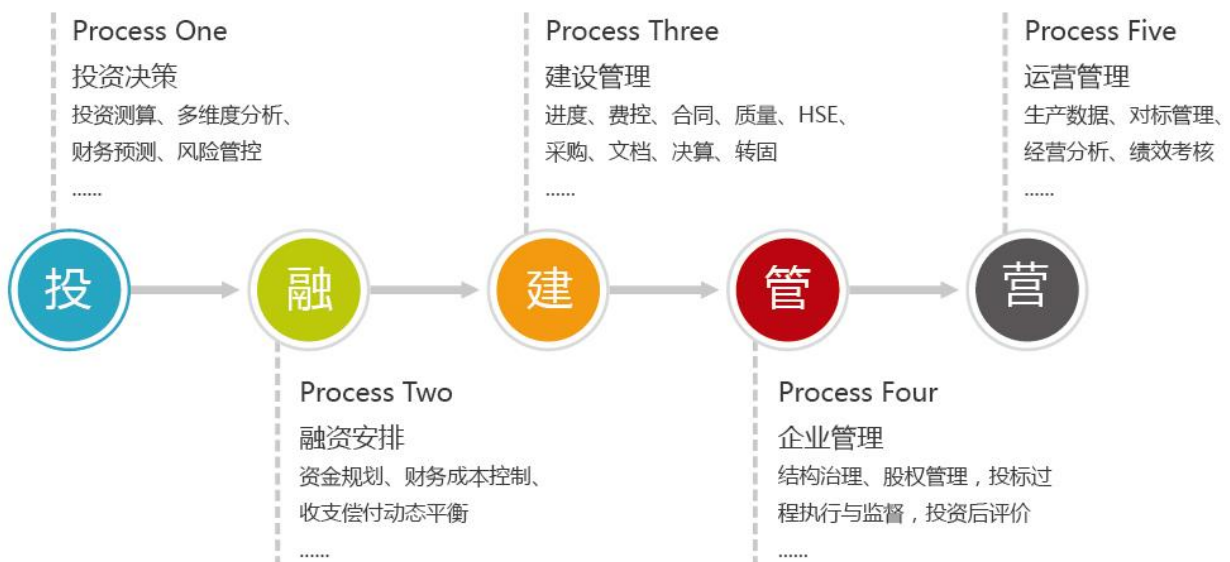 Process One
投资决策
投资测算、多维度分析、
财务预测、风险管控
......
Process Three
建设管理
进度、费控、合同、质量、HSE、
采购、文档、决算、转固
......
Process Five
运营管理
生产数据、对标管理、
经营分析、绩效考核
......
投
融
建
管
营
Process Two
融资安排
资金规划、财务成本控制、
收支偿付动态平衡
......
Process Four
企业管理
结构治理、股权管理，投标过
程执行与监督，投资后评价
......